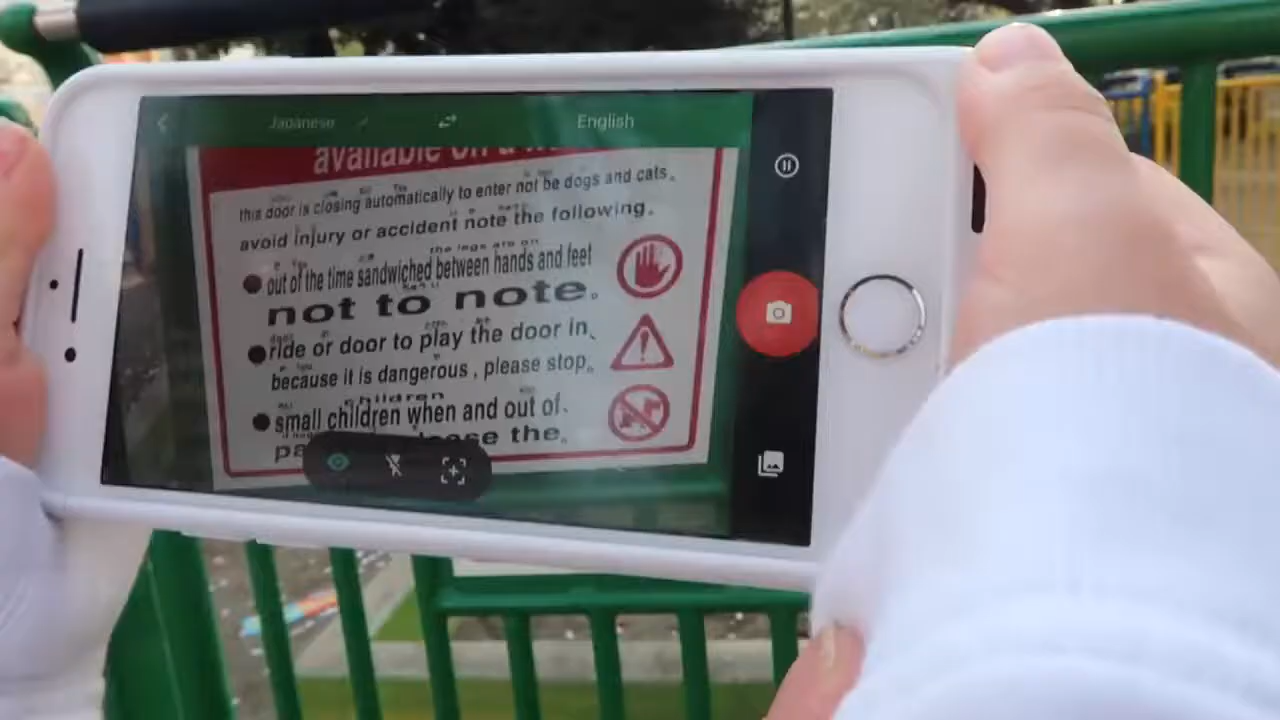 Japanese
English
available on a
this door is closing automatically to enter not be dogs and cats。
avoid injury or accident note the following。
the legs are on
out of the time sandwiched between hands and feet
not to note。
ride or door to play the door in、
because it is dangerous , please stop。
children
small children when and out of、
the。